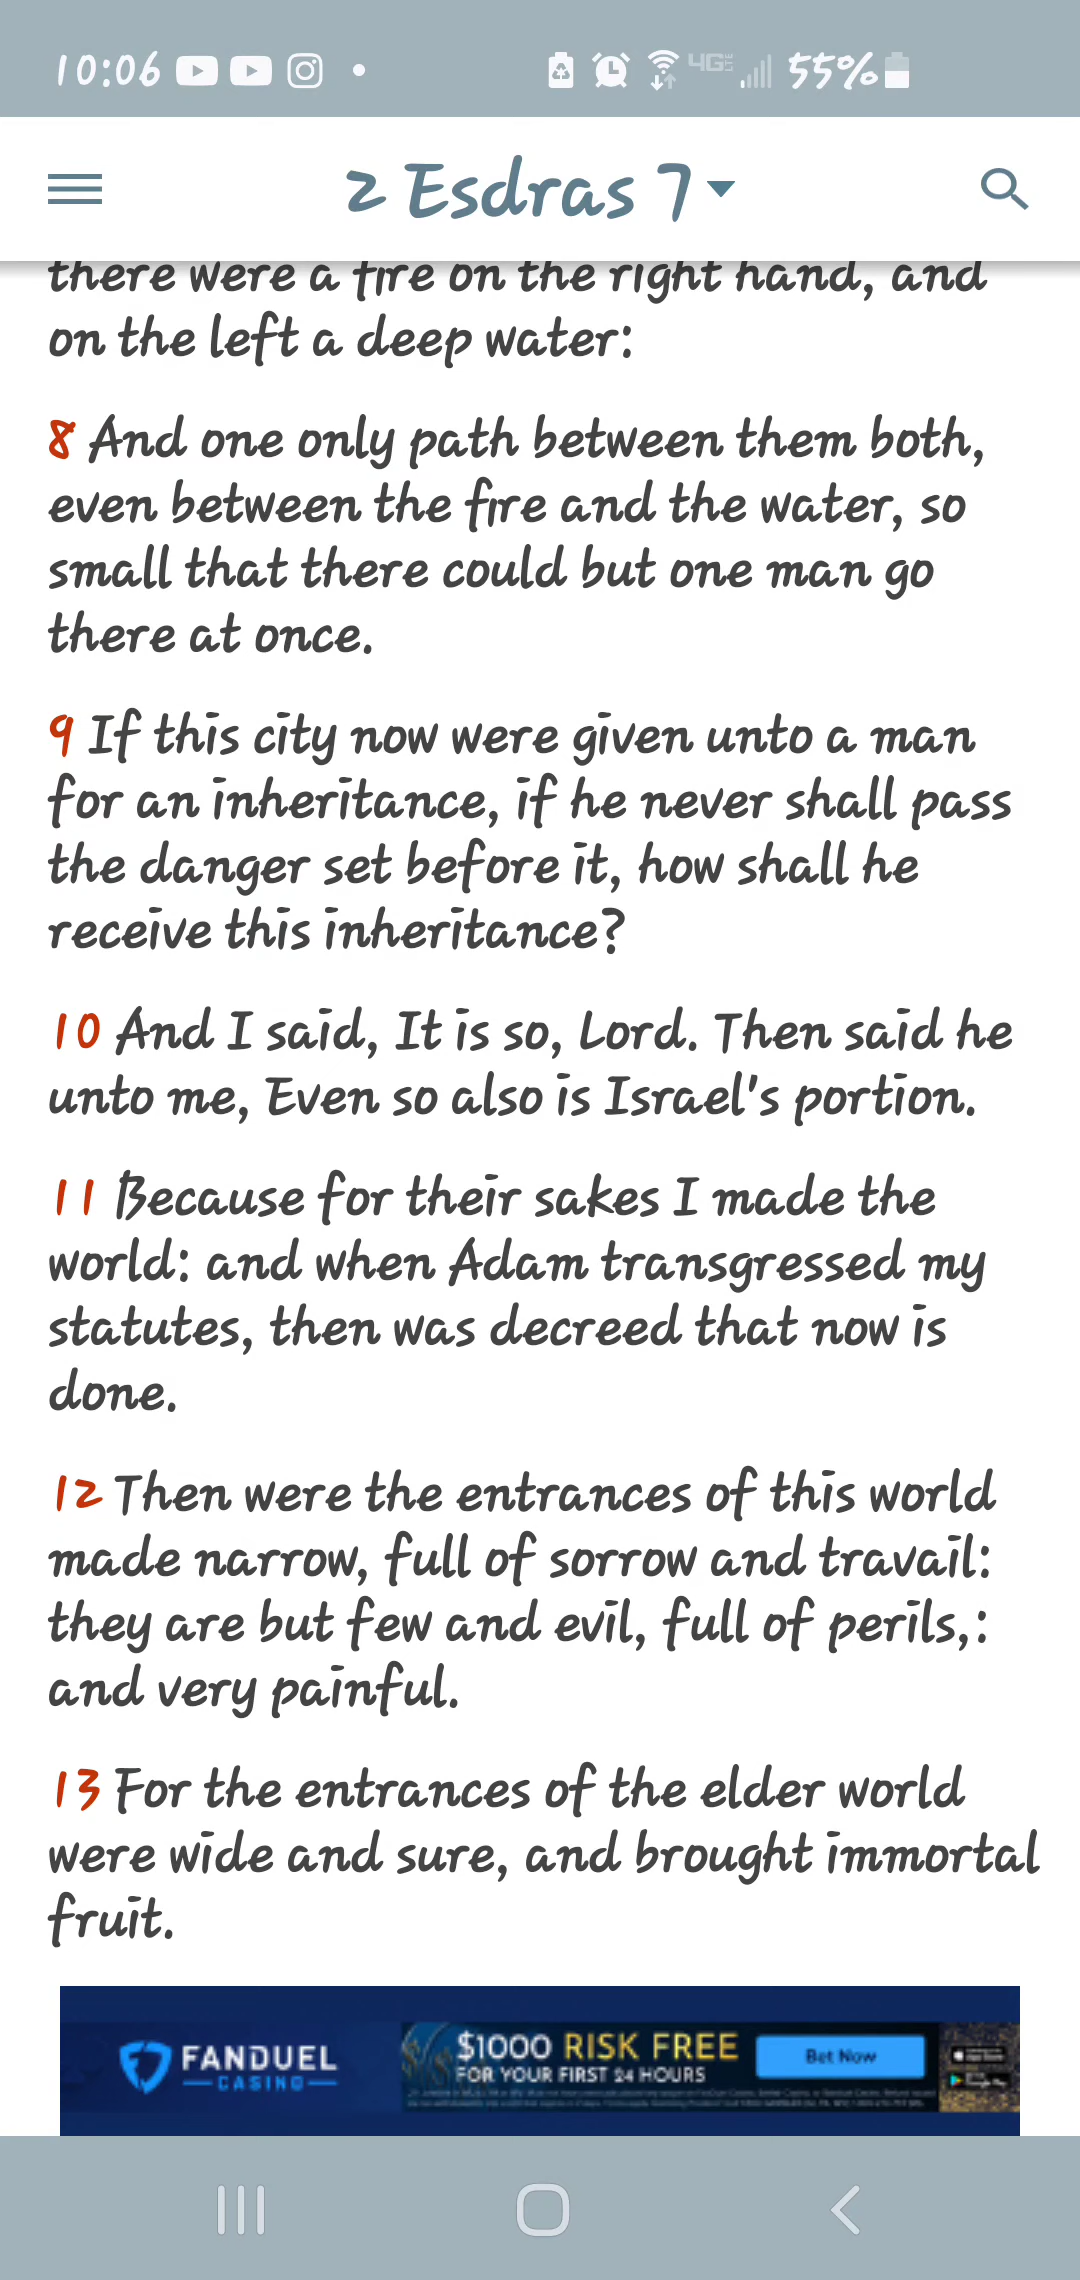 10:06 4G LTE 55%
2 Esdras 7
there were a fire on the right hand, and
on the left a deep water:
8 And one only path between them both,
even between the fire and the water, so
small that there could but one man go
there at once.
9 If this city now were given unto a man
for an inheritance, if he never shall pass
the danger set before it, how shall he
receive this inheritance?
10 And I said, It is so, Lord. Then said he
unto me, Even so also is Israel's portion.
11 Because for their sakes I made the
world: and when Adam transgressed my
statutes, then was decreed that now is
done.
12 Then were the entrances of this world
made narrow, full of sorrow and travail:
they are but few and evil, full of perils,:
and very painful.
13 For the entrances of the elder world
were wide and sure, and brought immortal
fruit.
FANDUEL
CASINO
$1000 RISK FREE
FOR YOUR FIRST 24 HOURS
Bet Now